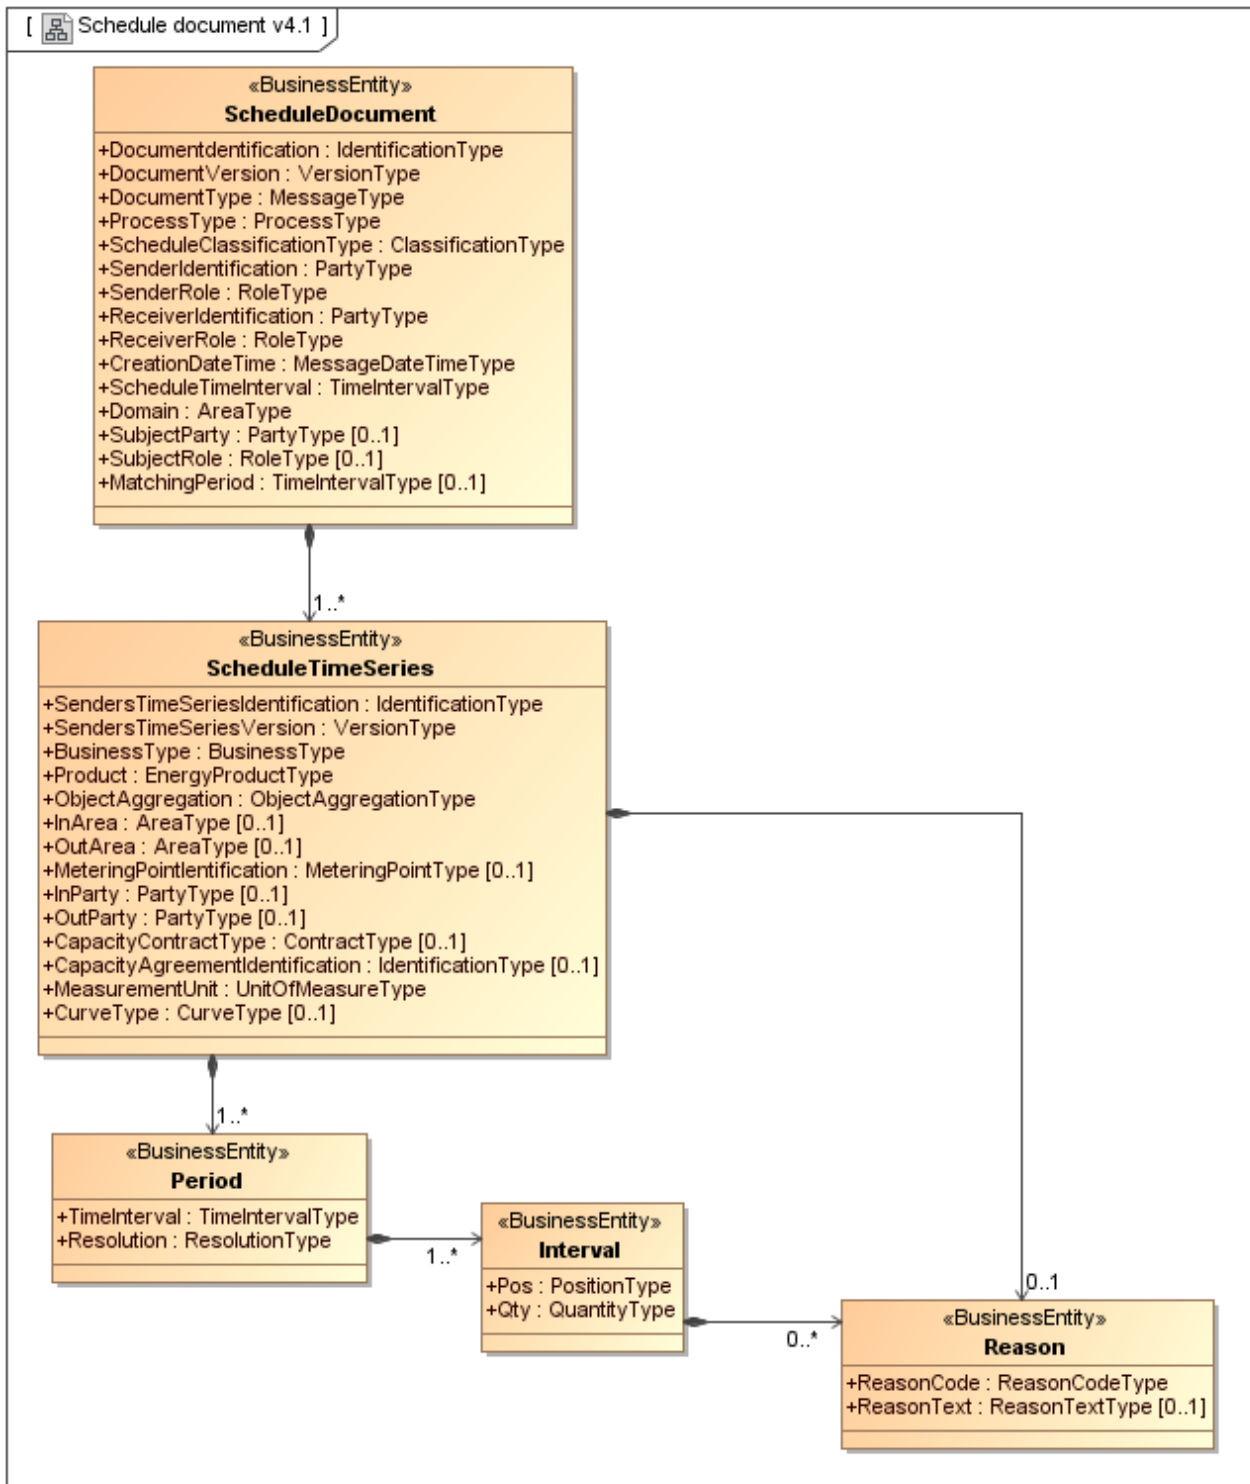 [ Schedule document v4.1 ]
«BusinessEntity»
ScheduleDocument
+Documentdentification : IdentificationType
+DocumentVersion : VersionType
+DocumentType : MessageType
+ProcessType : ProcessType
+ScheduleClassificationType : ClassificationType
+SenderIdentification : PartyType
+SenderRole : RoleType
+ReceiverIdentification : PartyType
+ReceiverRole : RoleType
+CreationDateTime : MessageDateTimeType
+ScheduleTimeInterval : TimeIntervalType
+Domain : AreaType
+SubjectParty : PartyType [0..1]
+SubjectRole : RoleType [0..1]
+MatchingPeriod : TimeIntervalType [0..1]
1..*
«BusinessEntity»
ScheduleTimeSeries
+SendersTimeSeriesIdentification : IdentificationType
+SendersTimeSeriesVersion : VersionType
+BusinessType : BusinessType
+Product : EnergyProductType
+ObjectAggregation : ObjectAggregationType
+InArea : AreaType [0..1]
+OutArea : AreaType [0..1]
+MeteringPointIentification : MeteringPointType [0..1]
+InParty : PartyType [0..1]
+OutParty : PartyType [0..1]
+CapacityContractType : ContractType [0..1]
+CapacityAgreementIdentification : IdentificationType [0..1]
+MeasurementUnit : UnitOfMeasureType
+CurveType : CurveType [0..1]
1..*
«BusinessEntity»
Period
+TimeInterval : TimeIntervalType
+Resolution : ResolutionType
1..*
«BusinessEntity»
Interval
+Pos : PositionType
+Qty : QuantityType
0..*
0..1
«BusinessEntity»
Reason
+ReasonCode : ReasonCodeType
+ReasonText : ReasonTextType [0..1]